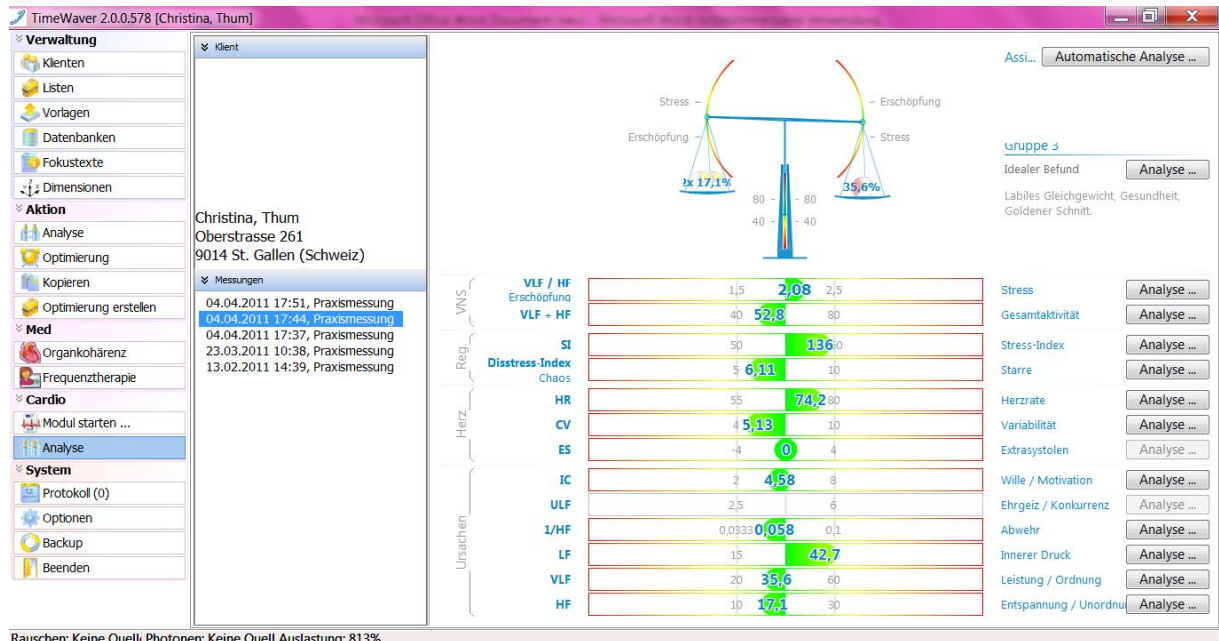 TimeWaver 2.0.0.578 [Christina, Thum]
Verwaltung
Klienten
Listen
Vorlagen
Datenbanken
Fokustexte
Dimensionen
Aktion
Analyse
Optimierung
Kopieren
Optimierung erstellen
Med
Organkohärenz
Frequenztherapie
Cardio
Modul starten ...
Analyse
System
Protokoll (0)
Optionen
Backup
Beenden
Klient
Christina, Thum
Oberstrasse 261
9014 St. Gallen (Schweiz)
Messungen
04.04.2011 17:51, Praxismessung
04.04.2011 17:44, Praxismessung
04.04.2011 17:37, Praxismessung
23.03.2011 10:38, Praxismessung
13.02.2011 14:39, Praxismessung
Stress
Erschöpfung
Erschöpfung
Stress
2x 17,1%
35,6%
80 - - 80
40 - - 40
Assi... Automatische Analyse ...
Gruppe 3
Idealer Befund Analyse ...
Labiles Gleichgewicht, Gesundheit,
Goldener Schnitt.
VNS
VLF / HF 1,5 2,08 2,5 Stress Analyse ...
Erschöpfung
VLF + HF 40 52,8 80 Gesamtaktivität Analyse ...
Reg.
SI 50 136 Stress-Index Analyse ...
Disstress-Index 5 6,11 10 Starre Analyse ...
Chaos
Herz
HR 55 74,2 80 Herzrate Analyse ...
CV 4 5,13 10 Variabilität Analyse ...
ES -4 0 4 Extrasystolen Analyse ...
Ursachen
IC 2 4,58 8 Wille / Motivation Analyse ...
ULF 2,5 6 Ehrgeiz / Konkurrenz Analyse ...
1/HF 0,0333 0,058 0,1 Abwehr Analyse ...
LF 15 42,7 Innerer Druck Analyse ...
VLF 20 35,6 60 Leistung / Ordnung Analyse ...
HF 10 17,1 30 Entspannung / Unordnu Analyse ...
Rauschen: Keine Quell Photonen: Keine Quell Auslastung: 813%